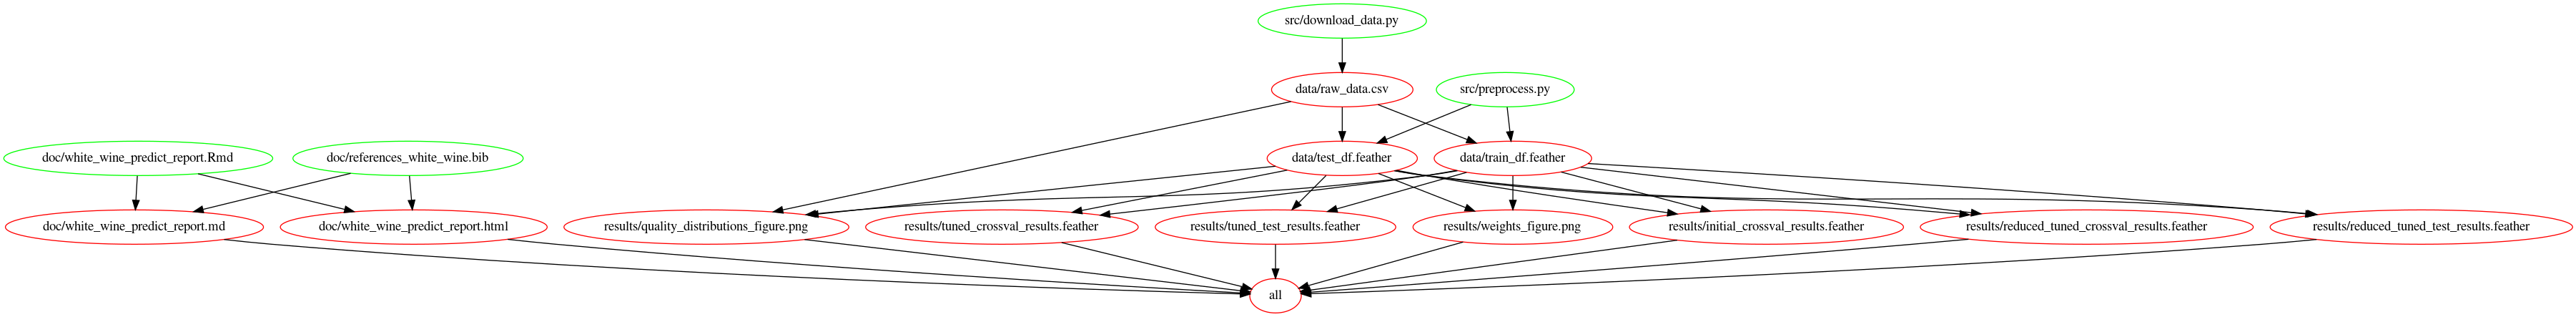 src/download_data.py
data/raw_data.csv
src/preprocess.py
doc/white_wine_predict_report.Rmd
doc/references_white_wine.bib
data/test_df.feather
data/train_df.feather
doc/white_wine_predict_report.md
doc/white_wine_predict_report.html
results/quality_distributions_figure.png
results/tuned_crossval_results.feather
results/tuned_test_results.feather
results/weights_figure.png
results/initial_crossval_results.feather
results/reduced_tuned_crossval_results.feather
results/reduced_tuned_test_results.feather
all